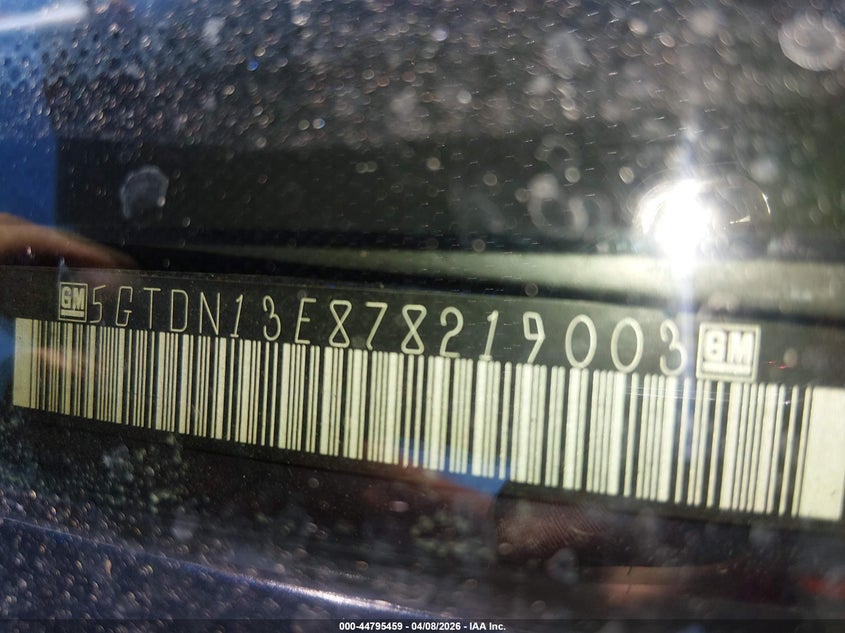 GM 5GTDN13E878219003 GM
000-44795459 - 04/08/2026 - IAA Inc.